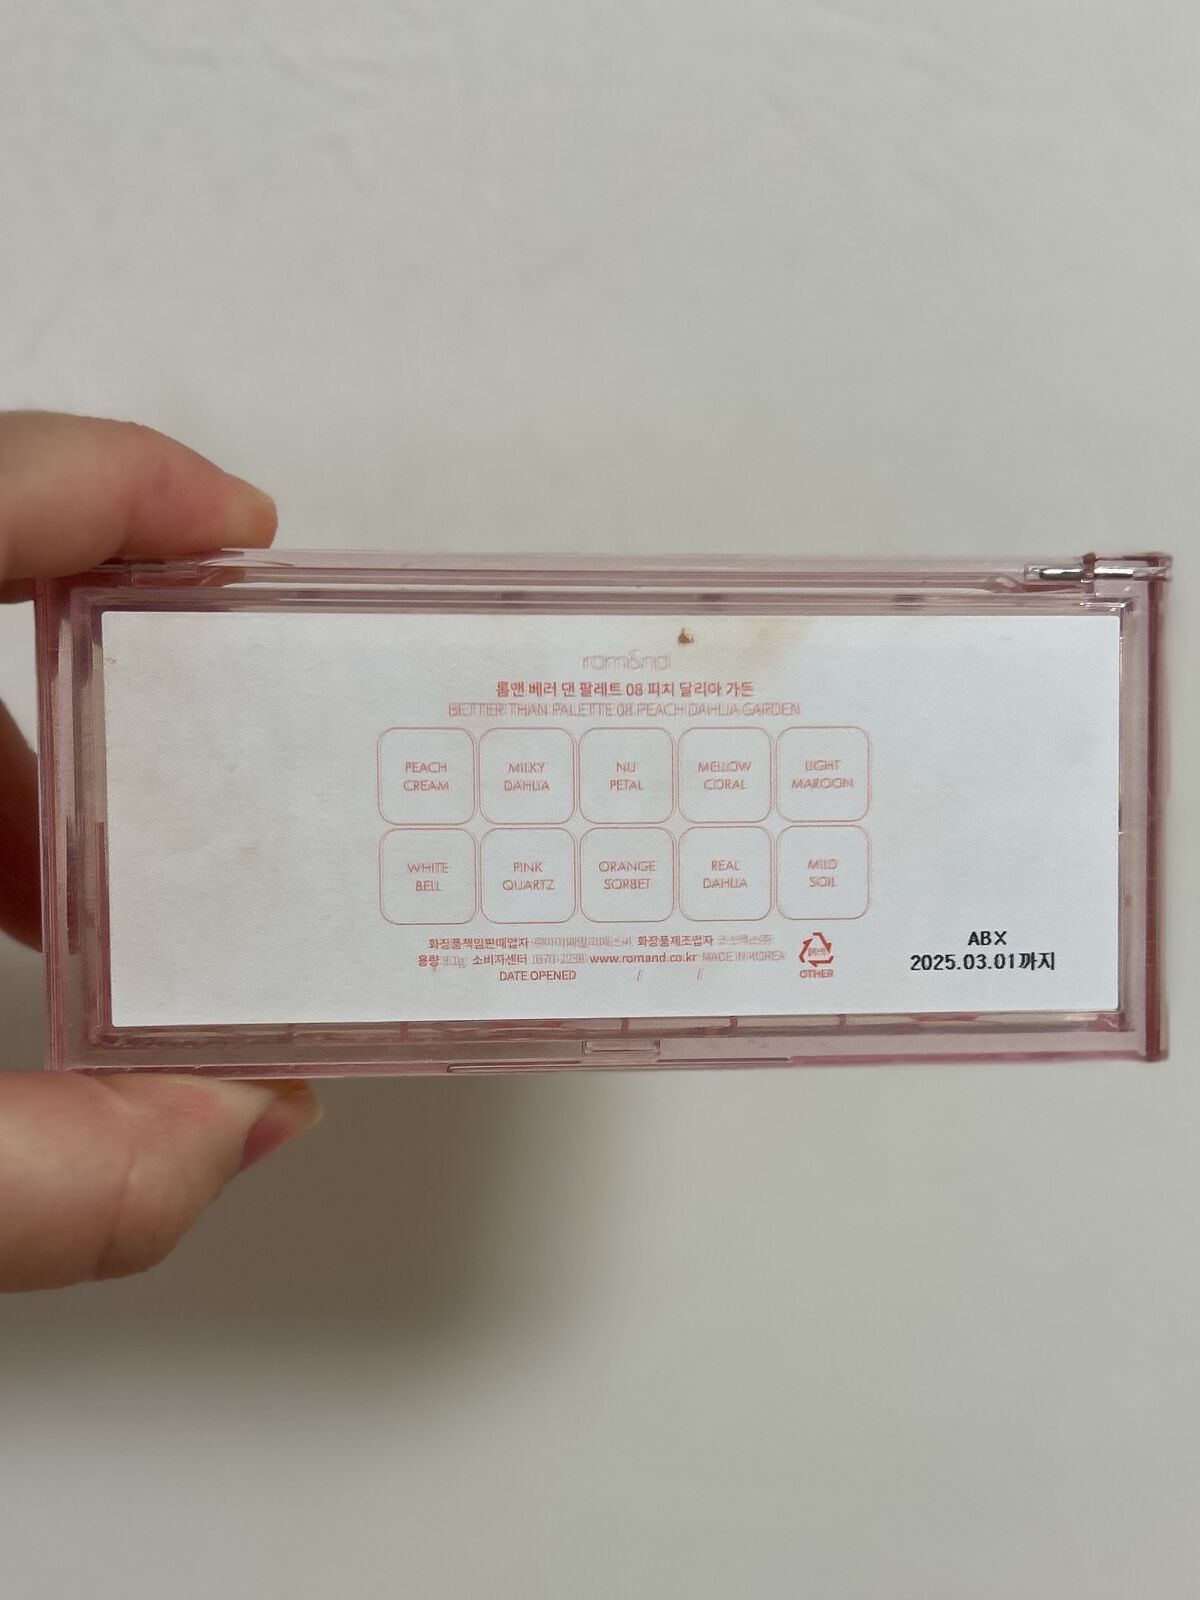 rom&nd
롬앤 베러 댄 팔레트 08 피치 달리아 가든
BETTER THAN PALETTE 08 PEACH DAHLIA GARDEN
PEACH
CREAM
MILKY
DAHLIA
NU
PETAL
MELLOW
CORAL
LIGHT
MAROON
WHITE
BELL
PINK
QUARTZ
ORANGE
SORBET
REAL
DAHLIA
MILD
SOIL
화장품책임판매업자 화장품제조업자
용량 소비자센터 www.romand.co.kr MADE IN KOREA
DATE OPENED / /
OTHER
ABX
2025.03.01까지